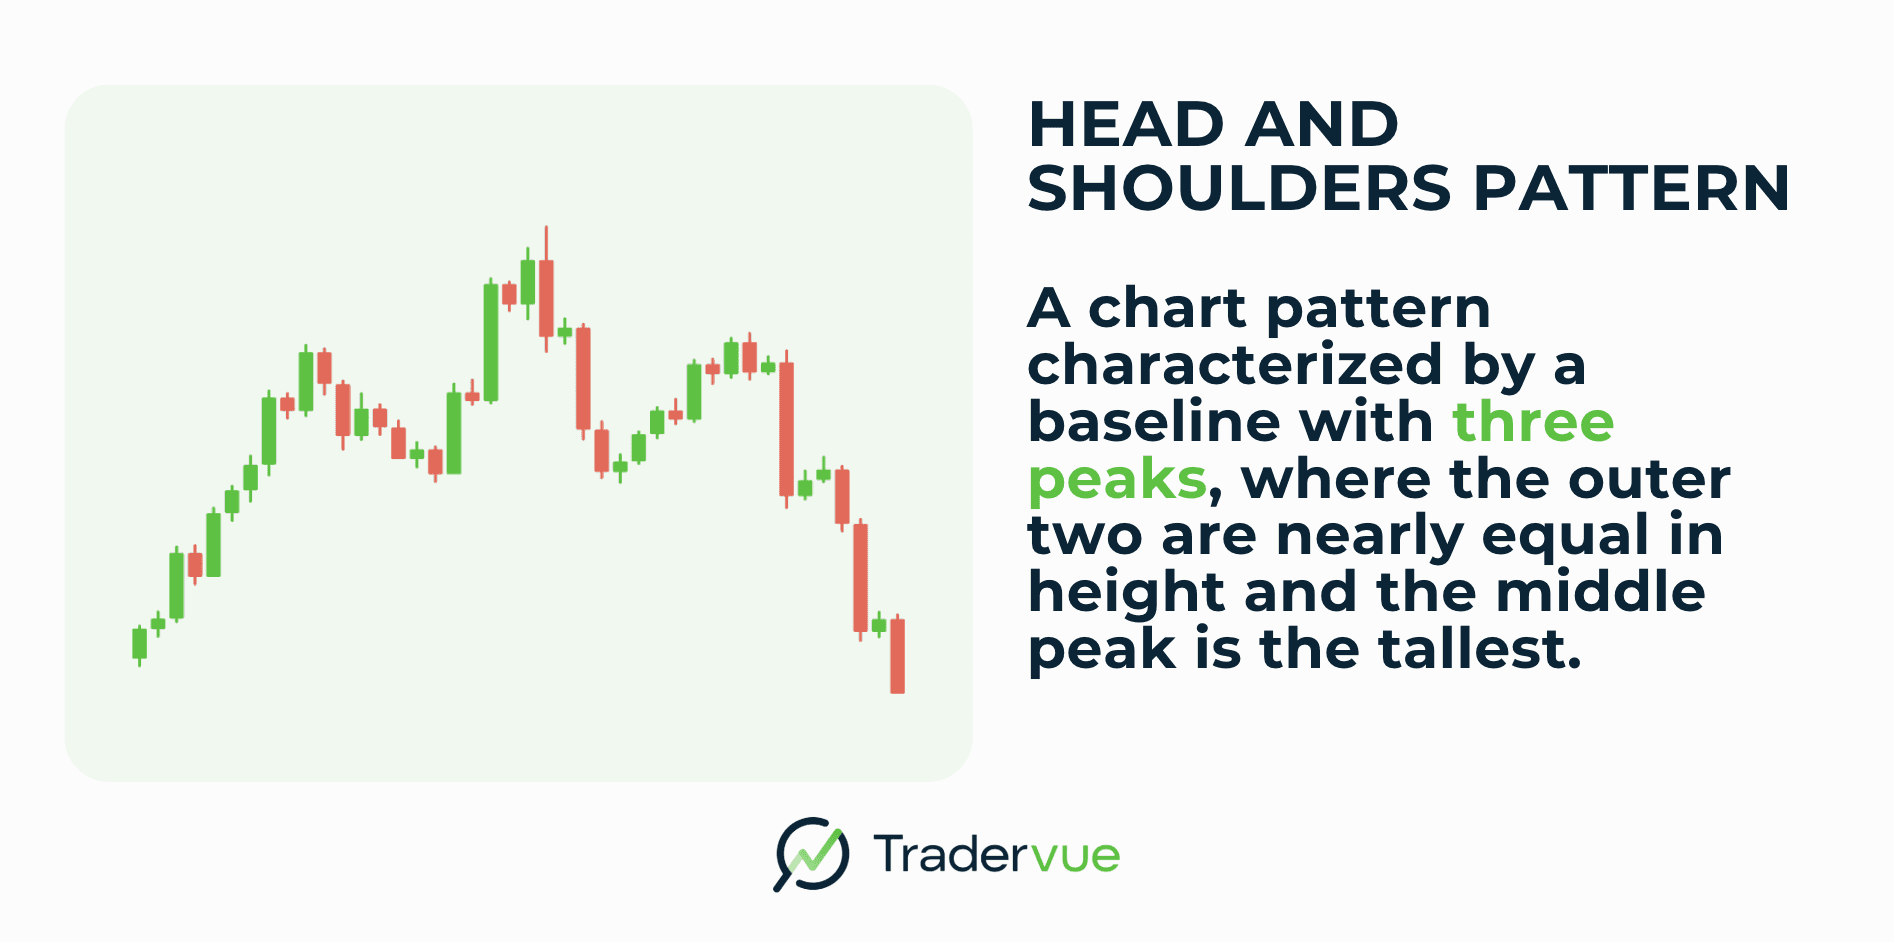 HEAD AND
SHOULDERS PATTERN
A chart pattern
characterized by a
baseline with three
peaks, where the outer
two are nearly equal in
height and the middle
peak is the tallest.
Tradervue